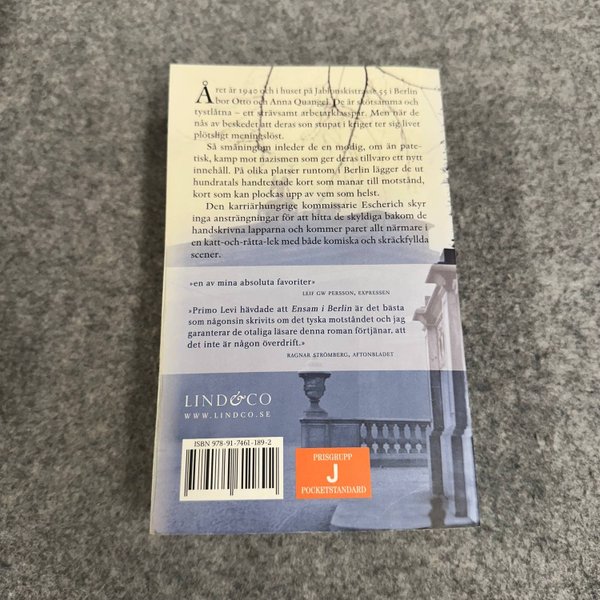 Året är 1940 och i huset på Jablonskistrasse 55 i Berlin
bor Otto och Anna Quangel. De är skötsamma och
tystlåtna – ett strävsamt arbetarklasspar. Men när de
nås av beskedet att deras son stupat i kriget ter sig livet
plötsligt meningslöst.
Så småningom inleder de en modig, om än pate-
tisk, kamp mot nazismen som ger deras tillvaro ett nytt
innehåll. På olika platser runtom i Berlin lägger de ut
hundratals handtextade kort som manar till motstånd,
kort som kan plockas upp av vem som helst.
Den karriärhungrige kommissarie Escherich skyr
inga ansträngningar för att hitta de skyldiga bakom de
handskrivna lapparna och kommer paret allt närmare i
en katt-och-råtta-lek med både komiska och skräckfyllda
scener.
»en av mina absoluta favoriter»
LEIF GW PERSSON, EXPRESSEN
»Primo Levi hävdade att Ensam i Berlin är det bästa
som någonsin skrivits om det tyska motståndet och jag
garanterar de otaliga läsare denna roman förtjänar, att
det inte är någon överdrift.»
RAGNAR STRÖMBERG, AFTONBLADET
LIND&CO
WWW.LINDCO.SE
ISBN 978-91-7461-189-2
PRISGRUPP
J
POCKETSTANDARD